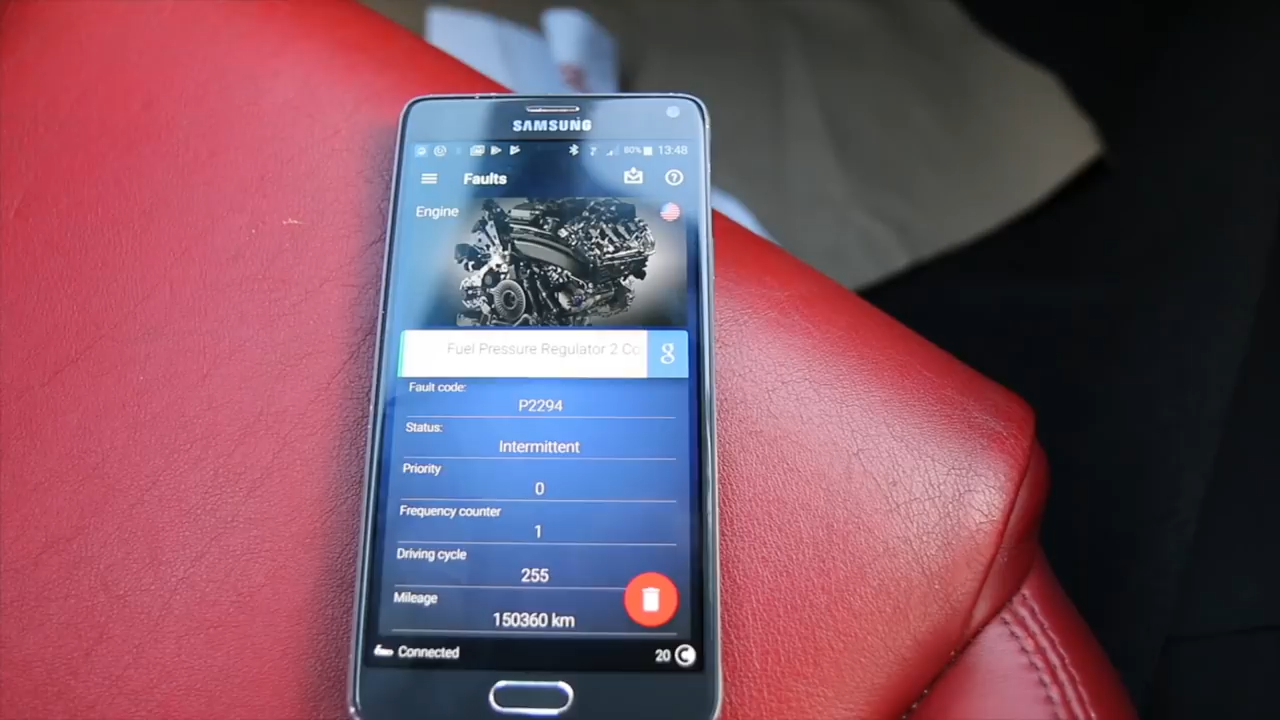 SAMSUNG
80% 13:48
Faults
Engine
Fuel Pressure Regulator 2 Co
g
Fault code:
P2294
Status:
Intermittent
Priority
0
Frequency counter
1
Driving cycle
255
Mileage
150360 km
Connected
20